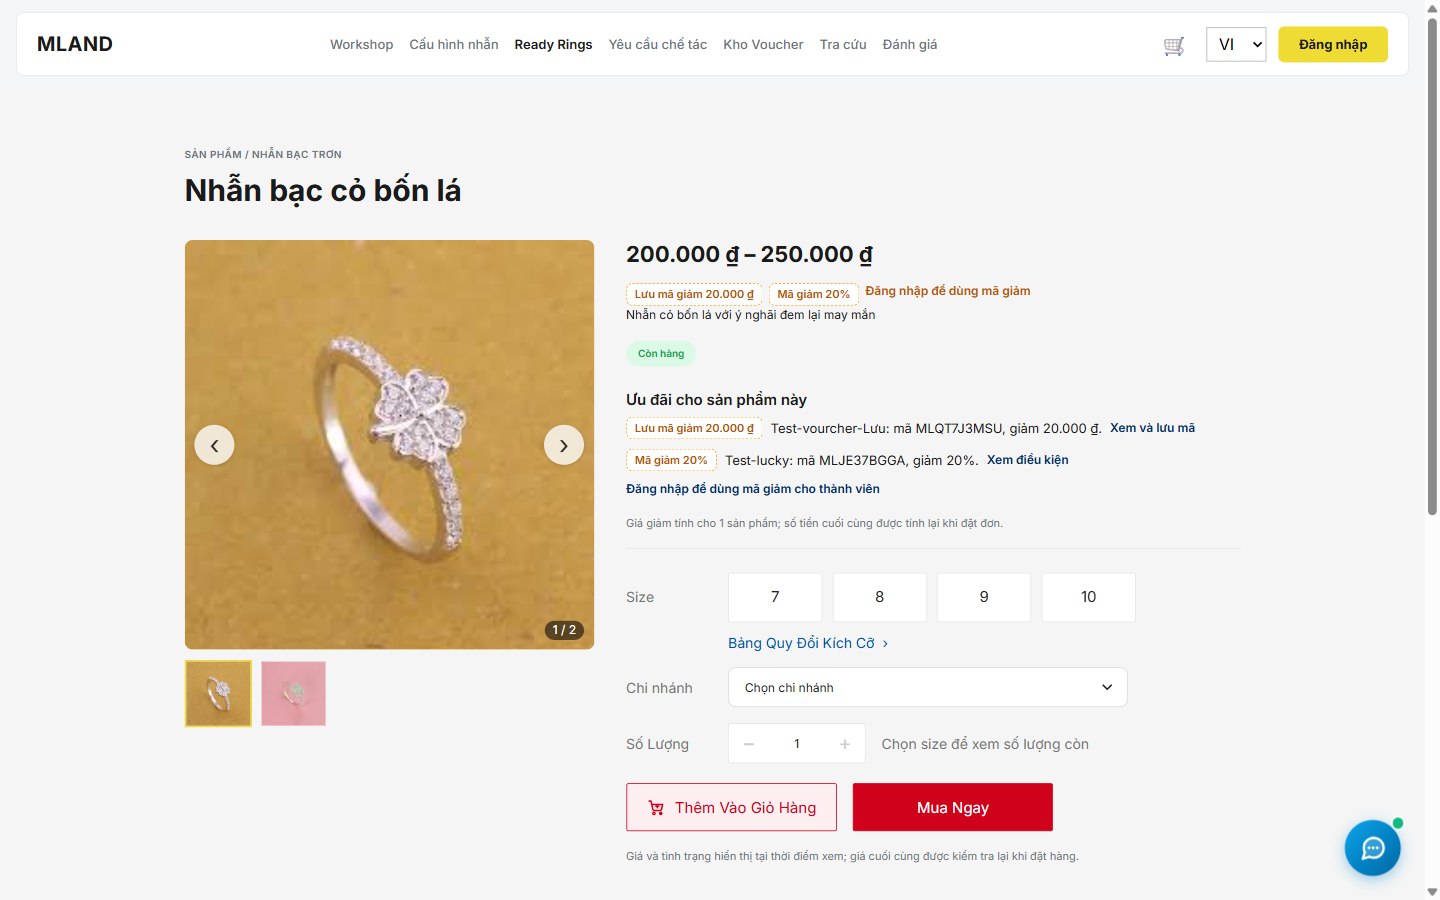 MLAND
Workshop Cấu hình nhẫn Ready Rings Yêu cầu chế tác Kho Voucher Tra cứu Đánh giá
VI
Đăng nhập
SẢN PHẨM / NHẪN BẠC TRƠN
Nhẫn bạc cỏ bốn lá
200.000 ₫ – 250.000 ₫
Lưu mã giảm 20.000 ₫ Mã giảm 20% Đăng nhập để dùng mã giảm
Nhẫn cỏ bốn lá với ý nghãi đem lại may mắn
Còn hàng
Ưu đãi cho sản phẩm này
Lưu mã giảm 20.000 ₫ Test-vourcher-Lưu: mã MLQT7J3MSU, giảm 20.000 ₫. Xem và lưu mã
Mã giảm 20% Test-lucky: mã MLJE37BGGA, giảm 20%. Xem điều kiện
Đăng nhập để dùng mã giảm cho thành viên
Giá giảm tính cho 1 sản phẩm; số tiền cuối cùng được tính lại khi đặt đơn.
1 / 2
Size 7 8 9 10
Bảng Quy Đổi Kích Cỡ ›
Chi nhánh Chọn chi nhánh
Số Lượng − 1 + Chọn size để xem số lượng còn
Thêm Vào Giỏ Hàng Mua Ngay
Giá và tình trạng hiển thị tại thời điểm xem; giá cuối cùng được kiểm tra lại khi đặt hàng.